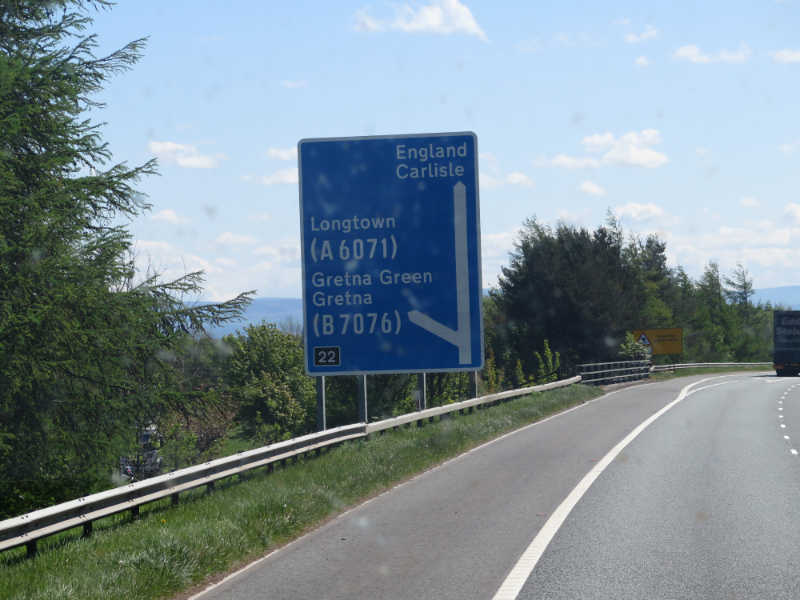 England
Carlisle
Longtown
(A 6071)
Gretna Green
Gretna
(B 7076)
22